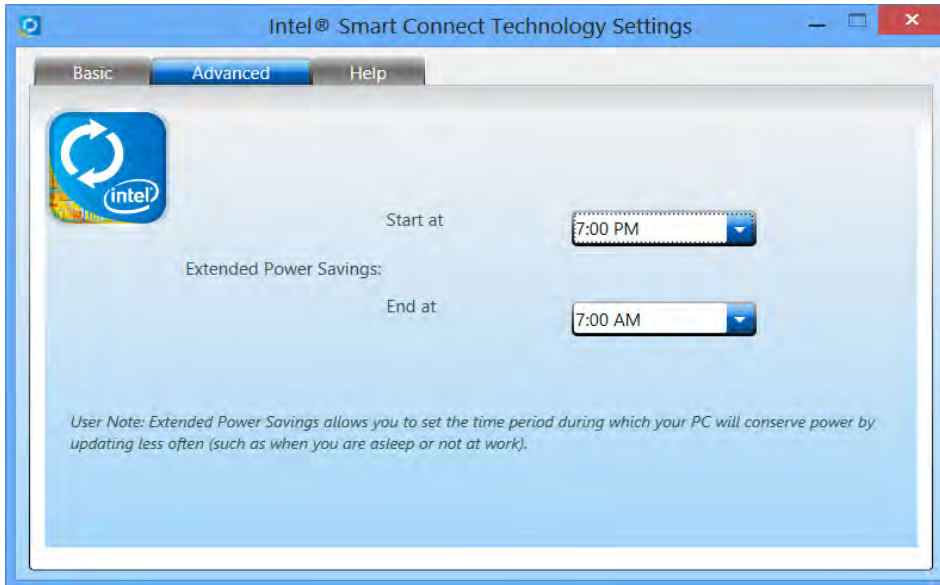 Intel® Smart Connect Technology Settings
Basic Advanced Help
intel®
Start at 7:00 PM
Extended Power Savings:
End at 7:00 AM
User Note: Extended Power Savings allows you to set the time period during which your PC will conserve power by
updating less often (such as when you are asleep or not at work).